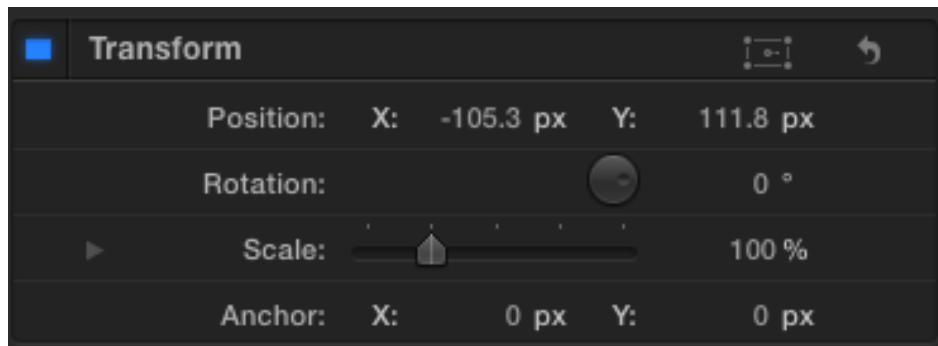 Transform
Position: X: -105.3 px Y: 111.8 px
Rotation: 0 °
Scale: 100 %
Anchor: X: 0 px Y: 0 px